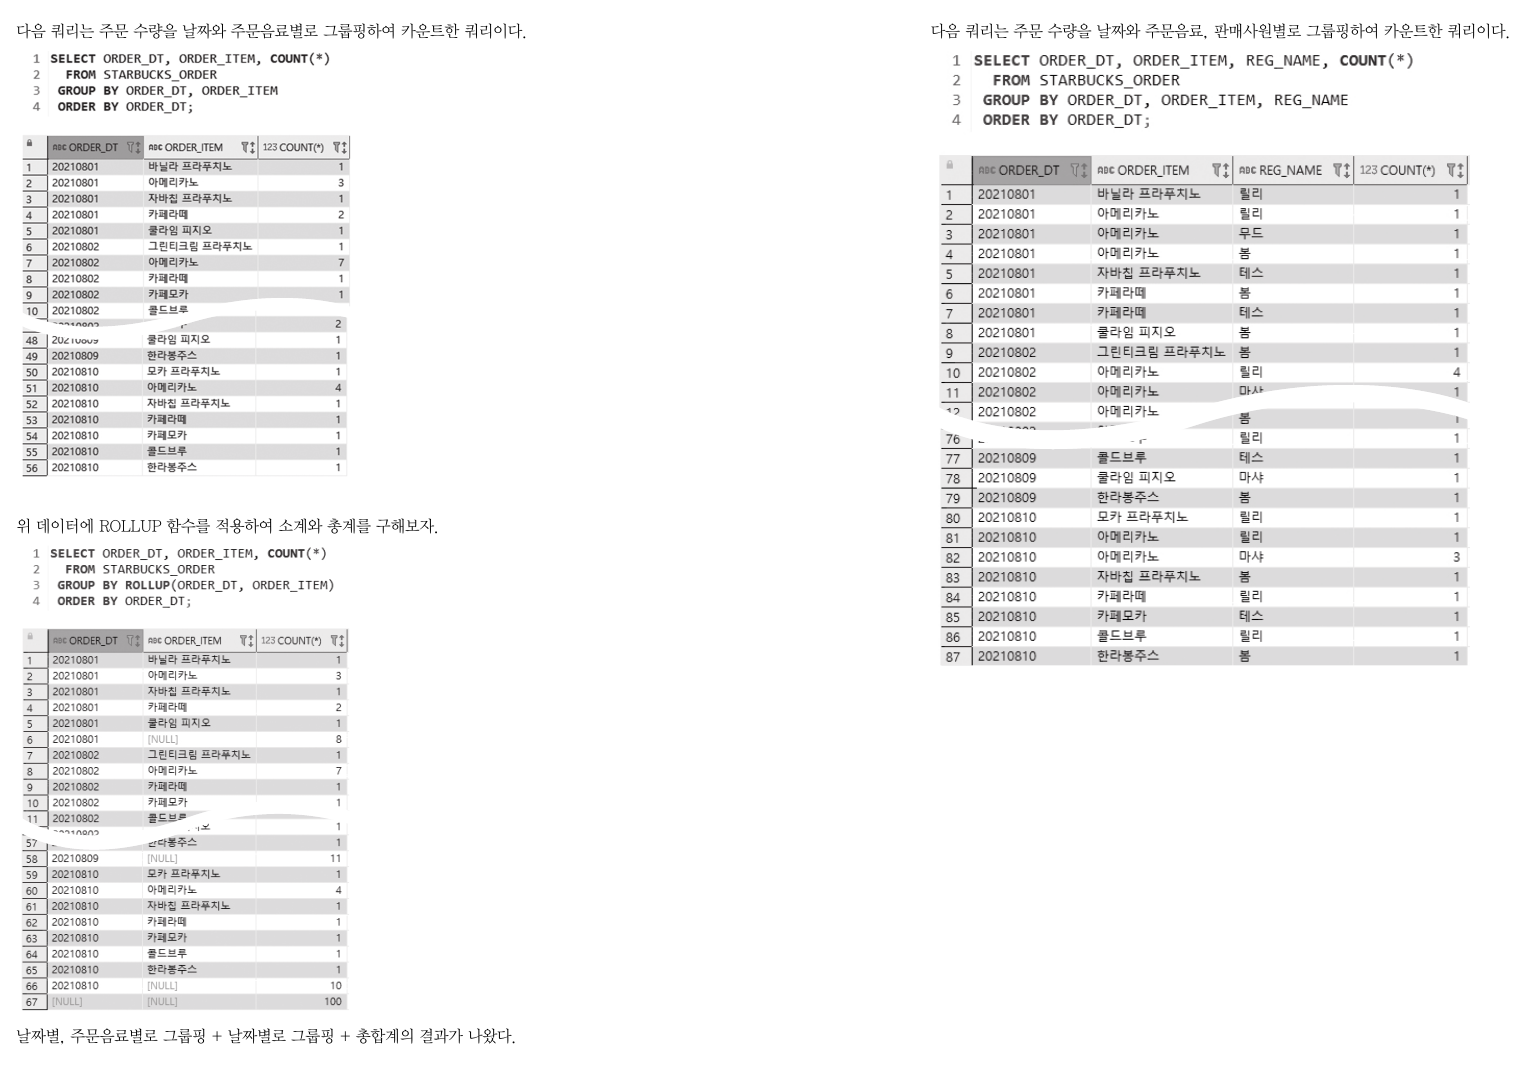 다음 쿼리는 주문 수량을 날짜와 주문음료별로 그룹핑하여 카운트한 쿼리이다.
1 SELECT ORDER_DT, ORDER_ITEM, COUNT(*)
2 FROM STARBUCKS_ORDER
3 GROUP BY ORDER_DT, ORDER_ITEM
4 ORDER BY ORDER_DT;
ABC ORDER_DT ABC ORDER_ITEM 123 COUNT(*)
1 20210801 바닐라 프라푸치노 1
2 20210801 아메리카노 3
3 20210801 자바칩 프라푸치노 1
4 20210801 카페라떼 2
5 20210801 쿨라임 피지오 1
6 20210802 그린티크림 프라푸치노 1
7 20210802 아메리카노 7
8 20210802 카페라떼 1
9 20210802 카페모카 1
10 20210802 콜드브루
2
48 20210809 쿨라임 피지오 1
49 20210809 한라봉주스 1
50 20210810 모카 프라푸치노 1
51 20210810 아메리카노 4
52 20210810 자바칩 프라푸치노 1
53 20210810 카페라떼 1
54 20210810 카페모카 1
55 20210810 콜드브루 1
56 20210810 한라봉주스 1
위 데이터에 ROLLUP 함수를 적용하여 소계와 총계를 구해보자.
1 SELECT ORDER_DT, ORDER_ITEM, COUNT(*)
2 FROM STARBUCKS_ORDER
3 GROUP BY ROLLUP(ORDER_DT, ORDER_ITEM)
4 ORDER BY ORDER_DT;
ABC ORDER_DT ABC ORDER_ITEM 123 COUNT(*)
1 20210801 바닐라 프라푸치노 1
2 20210801 아메리카노 3
3 20210801 자바칩 프라푸치노 1
4 20210801 카페라떼 2
5 20210801 쿨라임 피지오 1
6 20210801 [NULL] 8
7 20210802 그린티크림 프라푸치노 1
8 20210802 아메리카노 7
9 20210802 카페라떼 1
10 20210802 카페모카 1
11 20210802 콜드브루
1
57 한라봉주스 1
58 20210809 [NULL] 11
59 20210810 모카 프라푸치노 1
60 20210810 아메리카노 4
61 20210810 자바칩 프라푸치노 1
62 20210810 카페라떼 1
63 20210810 카페모카 1
64 20210810 콜드브루 1
65 20210810 한라봉주스 1
66 20210810 [NULL] 10
67 [NULL] [NULL] 100
날짜별, 주문음료별로 그룹핑 + 날짜별로 그룹핑 + 총합계의 결과가 나왔다.
다음 쿼리는 주문 수량을 날짜와 주문음료, 판매사원별로 그룹핑하여 카운트한 쿼리이다.
1 SELECT ORDER_DT, ORDER_ITEM, REG_NAME, COUNT(*)
2 FROM STARBUCKS_ORDER
3 GROUP BY ORDER_DT, ORDER_ITEM, REG_NAME
4 ORDER BY ORDER_DT;
ABC ORDER_DT ABC ORDER_ITEM ABC REG_NAME 123 COUNT(*)
1 20210801 바닐라 프라푸치노 릴리 1
2 20210801 아메리카노 릴리 1
3 20210801 아메리카노 무드 1
4 20210801 아메리카노 봄 1
5 20210801 자바칩 프라푸치노 테스 1
6 20210801 카페라떼 봄 1
7 20210801 카페라떼 테스 1
8 20210801 쿨라임 피지오 봄 1
9 20210802 그린티크림 프라푸치노 봄 1
10 20210802 아메리카노 릴리 4
11 20210802 아메리카노 마샤 1
12 20210802 아메리카노 봄 1
76 릴리 1
77 20210809 콜드브루 테스 1
78 20210809 쿨라임 피지오 마샤 1
79 20210809 한라봉주스 봄 1
80 20210810 모카 프라푸치노 릴리 1
81 20210810 아메리카노 릴리 1
82 20210810 아메리카노 마샤 3
83 20210810 자바칩 프라푸치노 봄 1
84 20210810 카페라떼 릴리 1
85 20210810 카페모카 테스 1
86 20210810 콜드브루 릴리 1
87 20210810 한라봉주스 봄 1